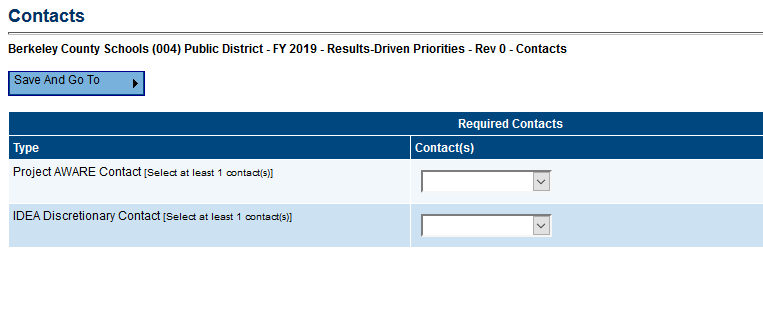 Contacts
Berkeley County Schools (004) Public District - FY 2019 - Results-Driven Priorities - Rev 0 - Contacts
Save And Go To
Required Contacts
Type Contact(s)
Project AWARE Contact [Select at least 1 contact(s)]
IDEA Discretionary Contact [Select at least 1 contact(s)]